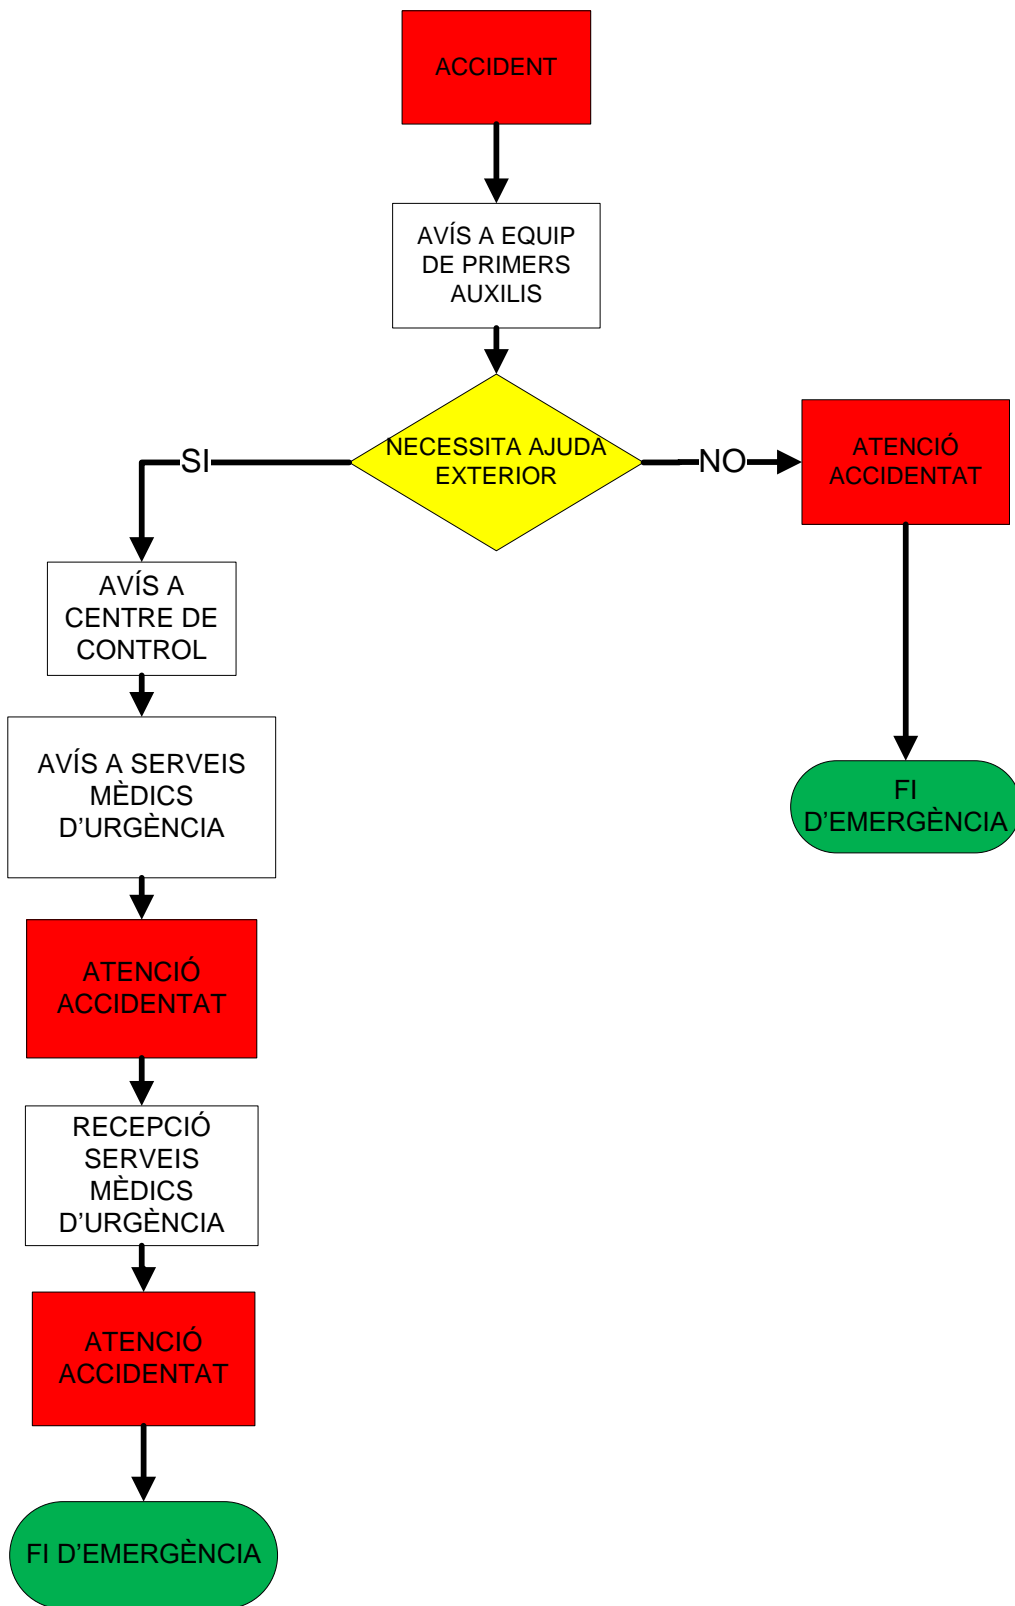 ACCIDENT
AVÍS A EQUIP
DE PRIMERS
AUXILIS
NECESSITA AJUDA
EXTERIOR
SI
NO
ATENCIÓ
ACCIDENTAT
FI
D’EMERGÈNCIA
AVÍS A
CENTRE DE
CONTROL
AVÍS A SERVEIS
MÈDICS
D’URGÈNCIA
ATENCIÓ
ACCIDENTAT
RECEPCIÓ
SERVEIS
MÈDICS
D’URGÈNCIA
ATENCIÓ
ACCIDENTAT
FI D’EMERGÈNCIA